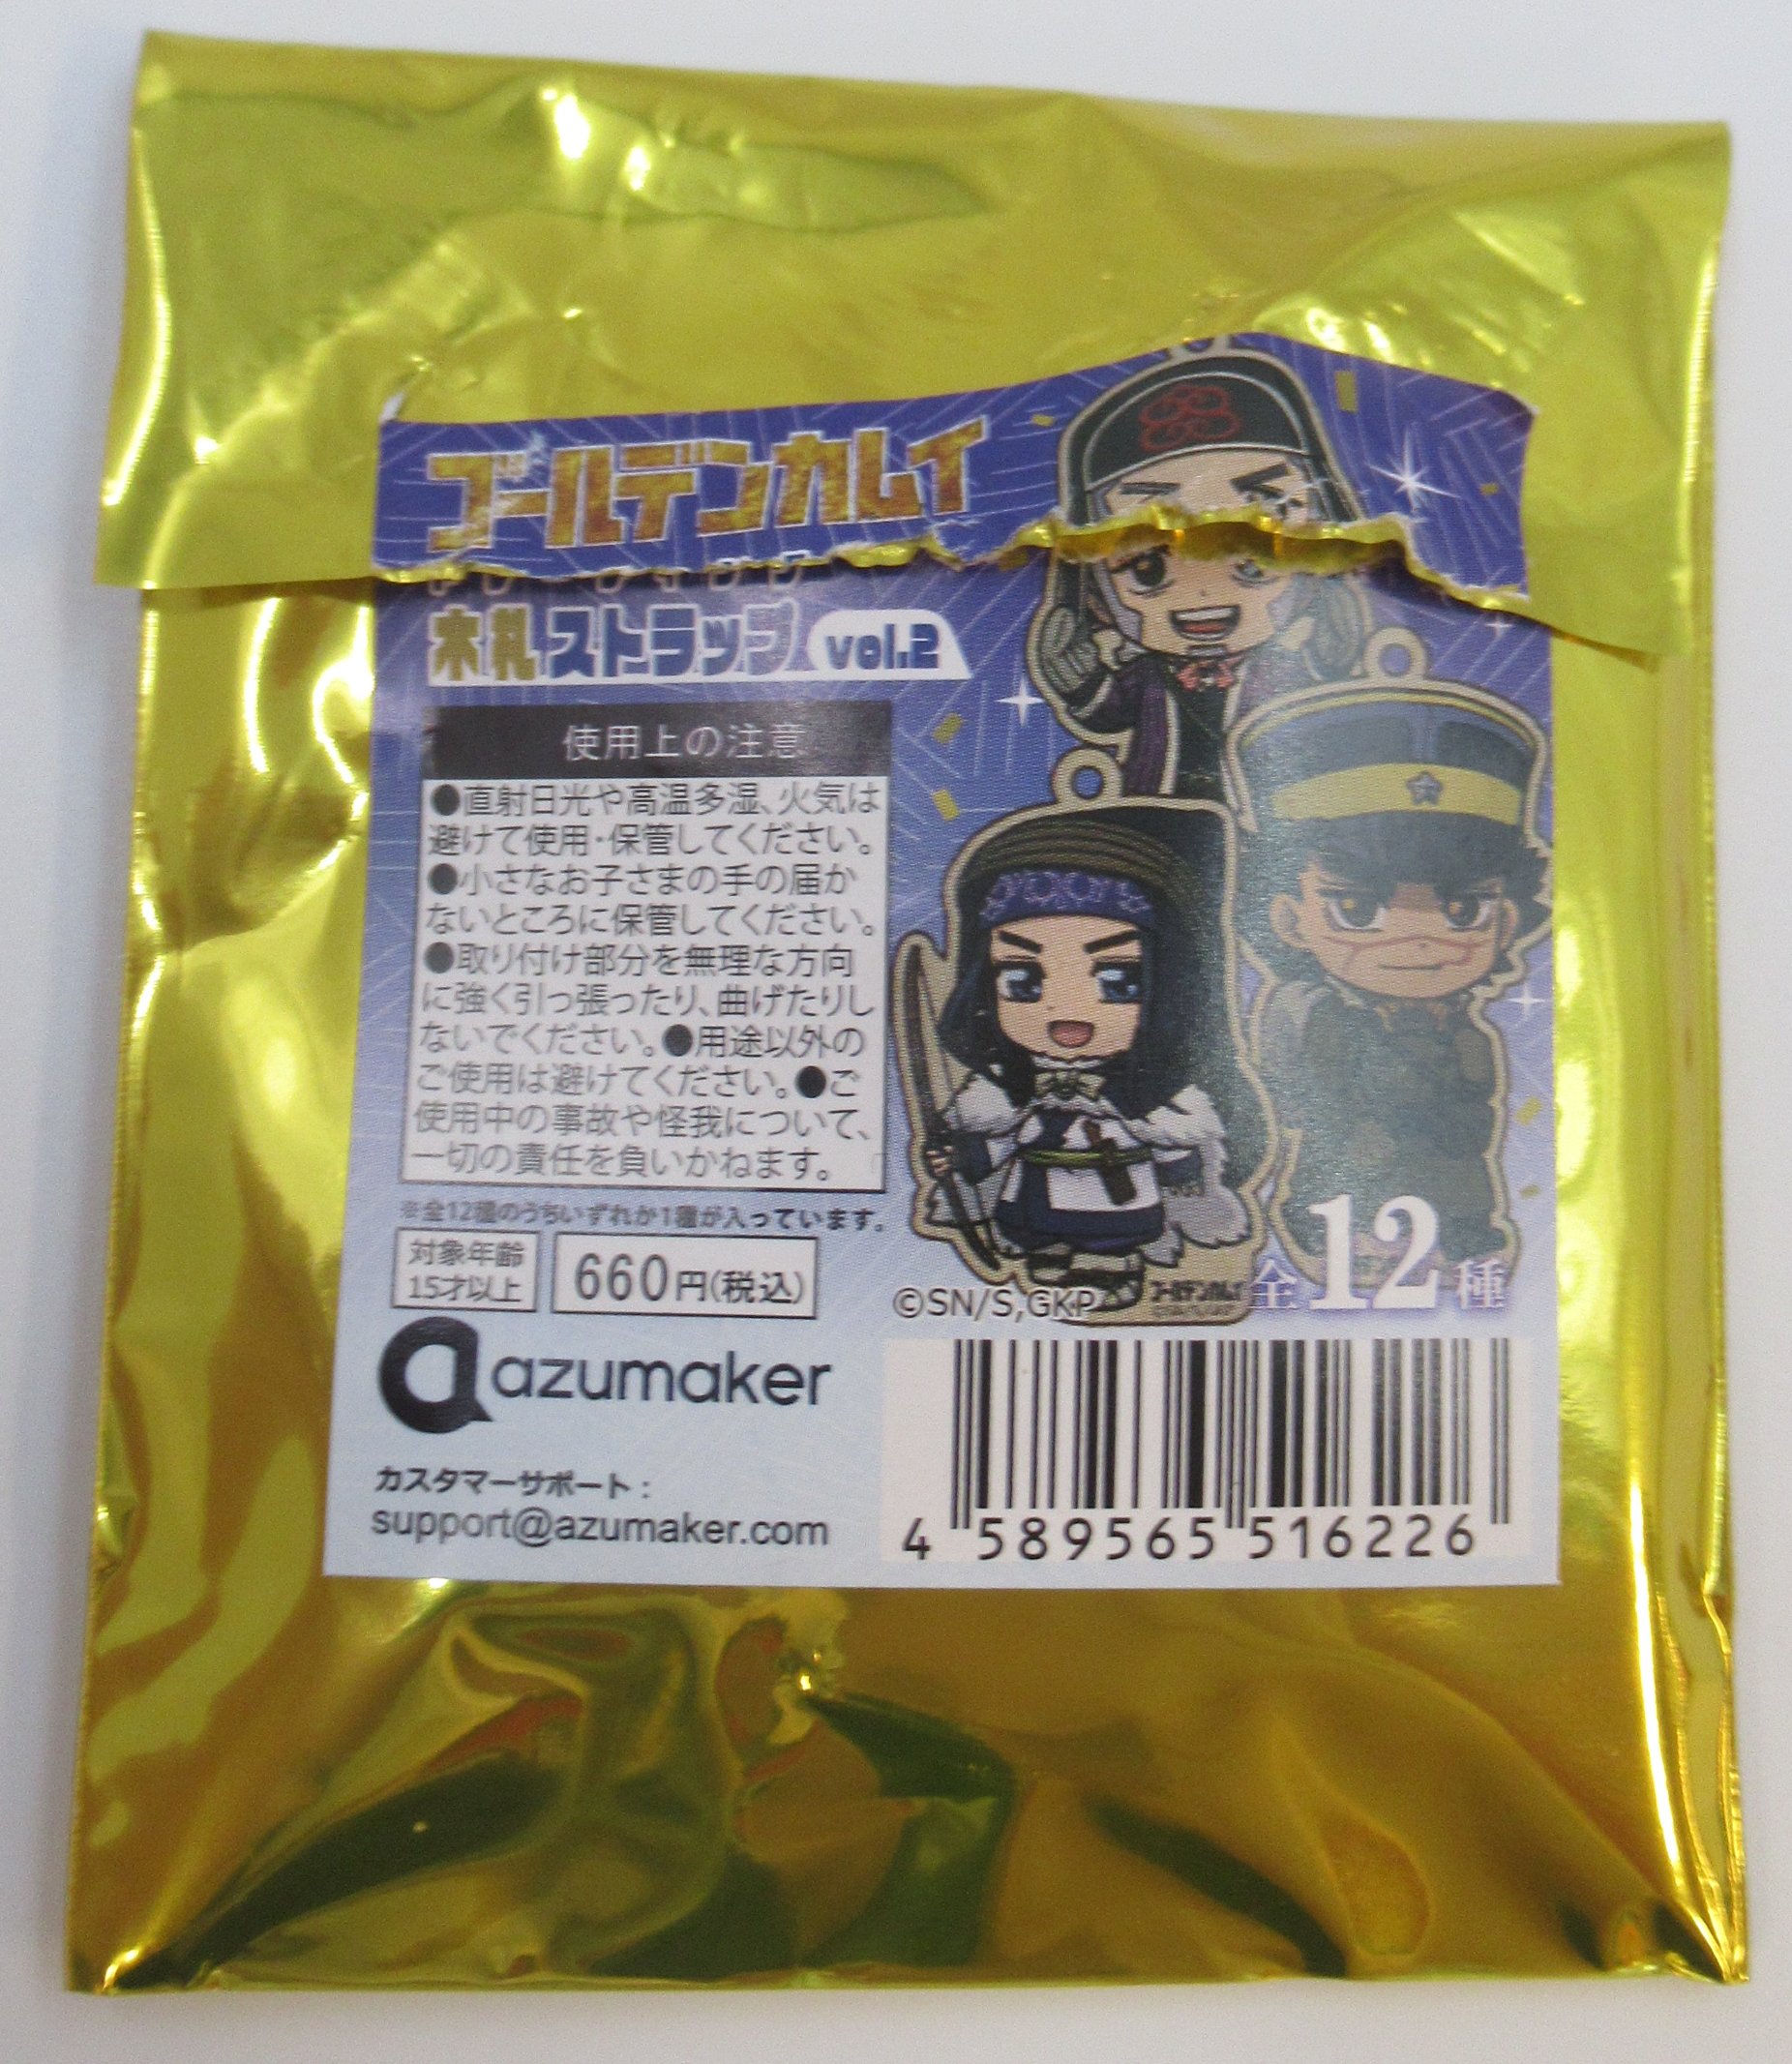 ゴールデンカムイ
木札ストラップ vol.2
使用上の注意
●直射日光や高温多湿、火気は
避けて使用・保管してください。
●小さなお子さまの手の届か
ないところに保管してください。
●取り付け部分を無理な方向
に強く引っ張ったり、曲げたりし
ないでください。●用途以外の
ご使用は避けてください。●ご
使用中の事故や怪我について、
一切の責任を負いかねます。
※全12種のうちいずれか1種が入っています。
対象年齢
15才以上
660円(税込)
©SN/S,GKP
ゴールデンカムイ
全12種
azumaker
カスタマーサポート：
support@azumaker.com
4 589565 516226